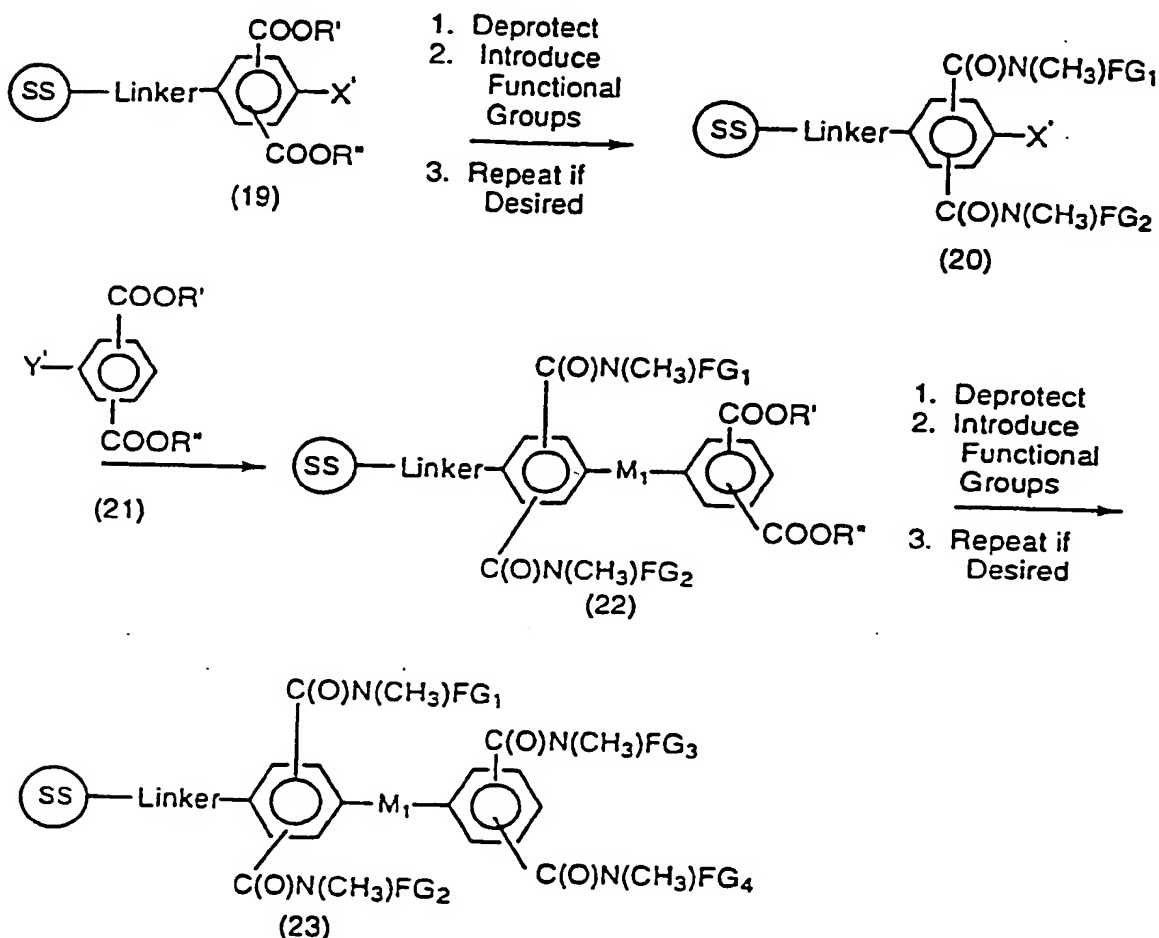 COOR'
SS Linker X'
COOR"
(19)
1. Deprotect
2. Introduce
Functional
Groups
3. Repeat if
Desired
C(O)N(CH₃)FG₁
SS Linker X'
C(O)N(CH₃)FG₂
(20)
COOR'
Y'
COOR"
(21)
C(O)N(CH₃)FG₁
COOR'
SS Linker M₁
COOR"
C(O)N(CH₃)FG₂
(22)
1. Deprotect
2. Introduce
Functional
Groups
3. Repeat if
Desired
C(O)N(CH₃)FG₁
C(O)N(CH₃)FG₃
SS Linker M₁
C(O)N(CH₃)FG₂
C(O)N(CH₃)FG₄
(23)